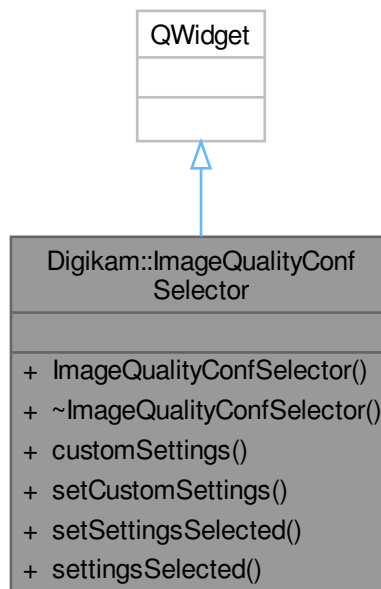 QWidget
Digikam::ImageQualityConf
Selector
+ ImageQualityConfSelector()
+ ~ImageQualityConfSelector()
+ customSettings()
+ setCustomSettings()
+ setSettingsSelected()
+ settingsSelected()